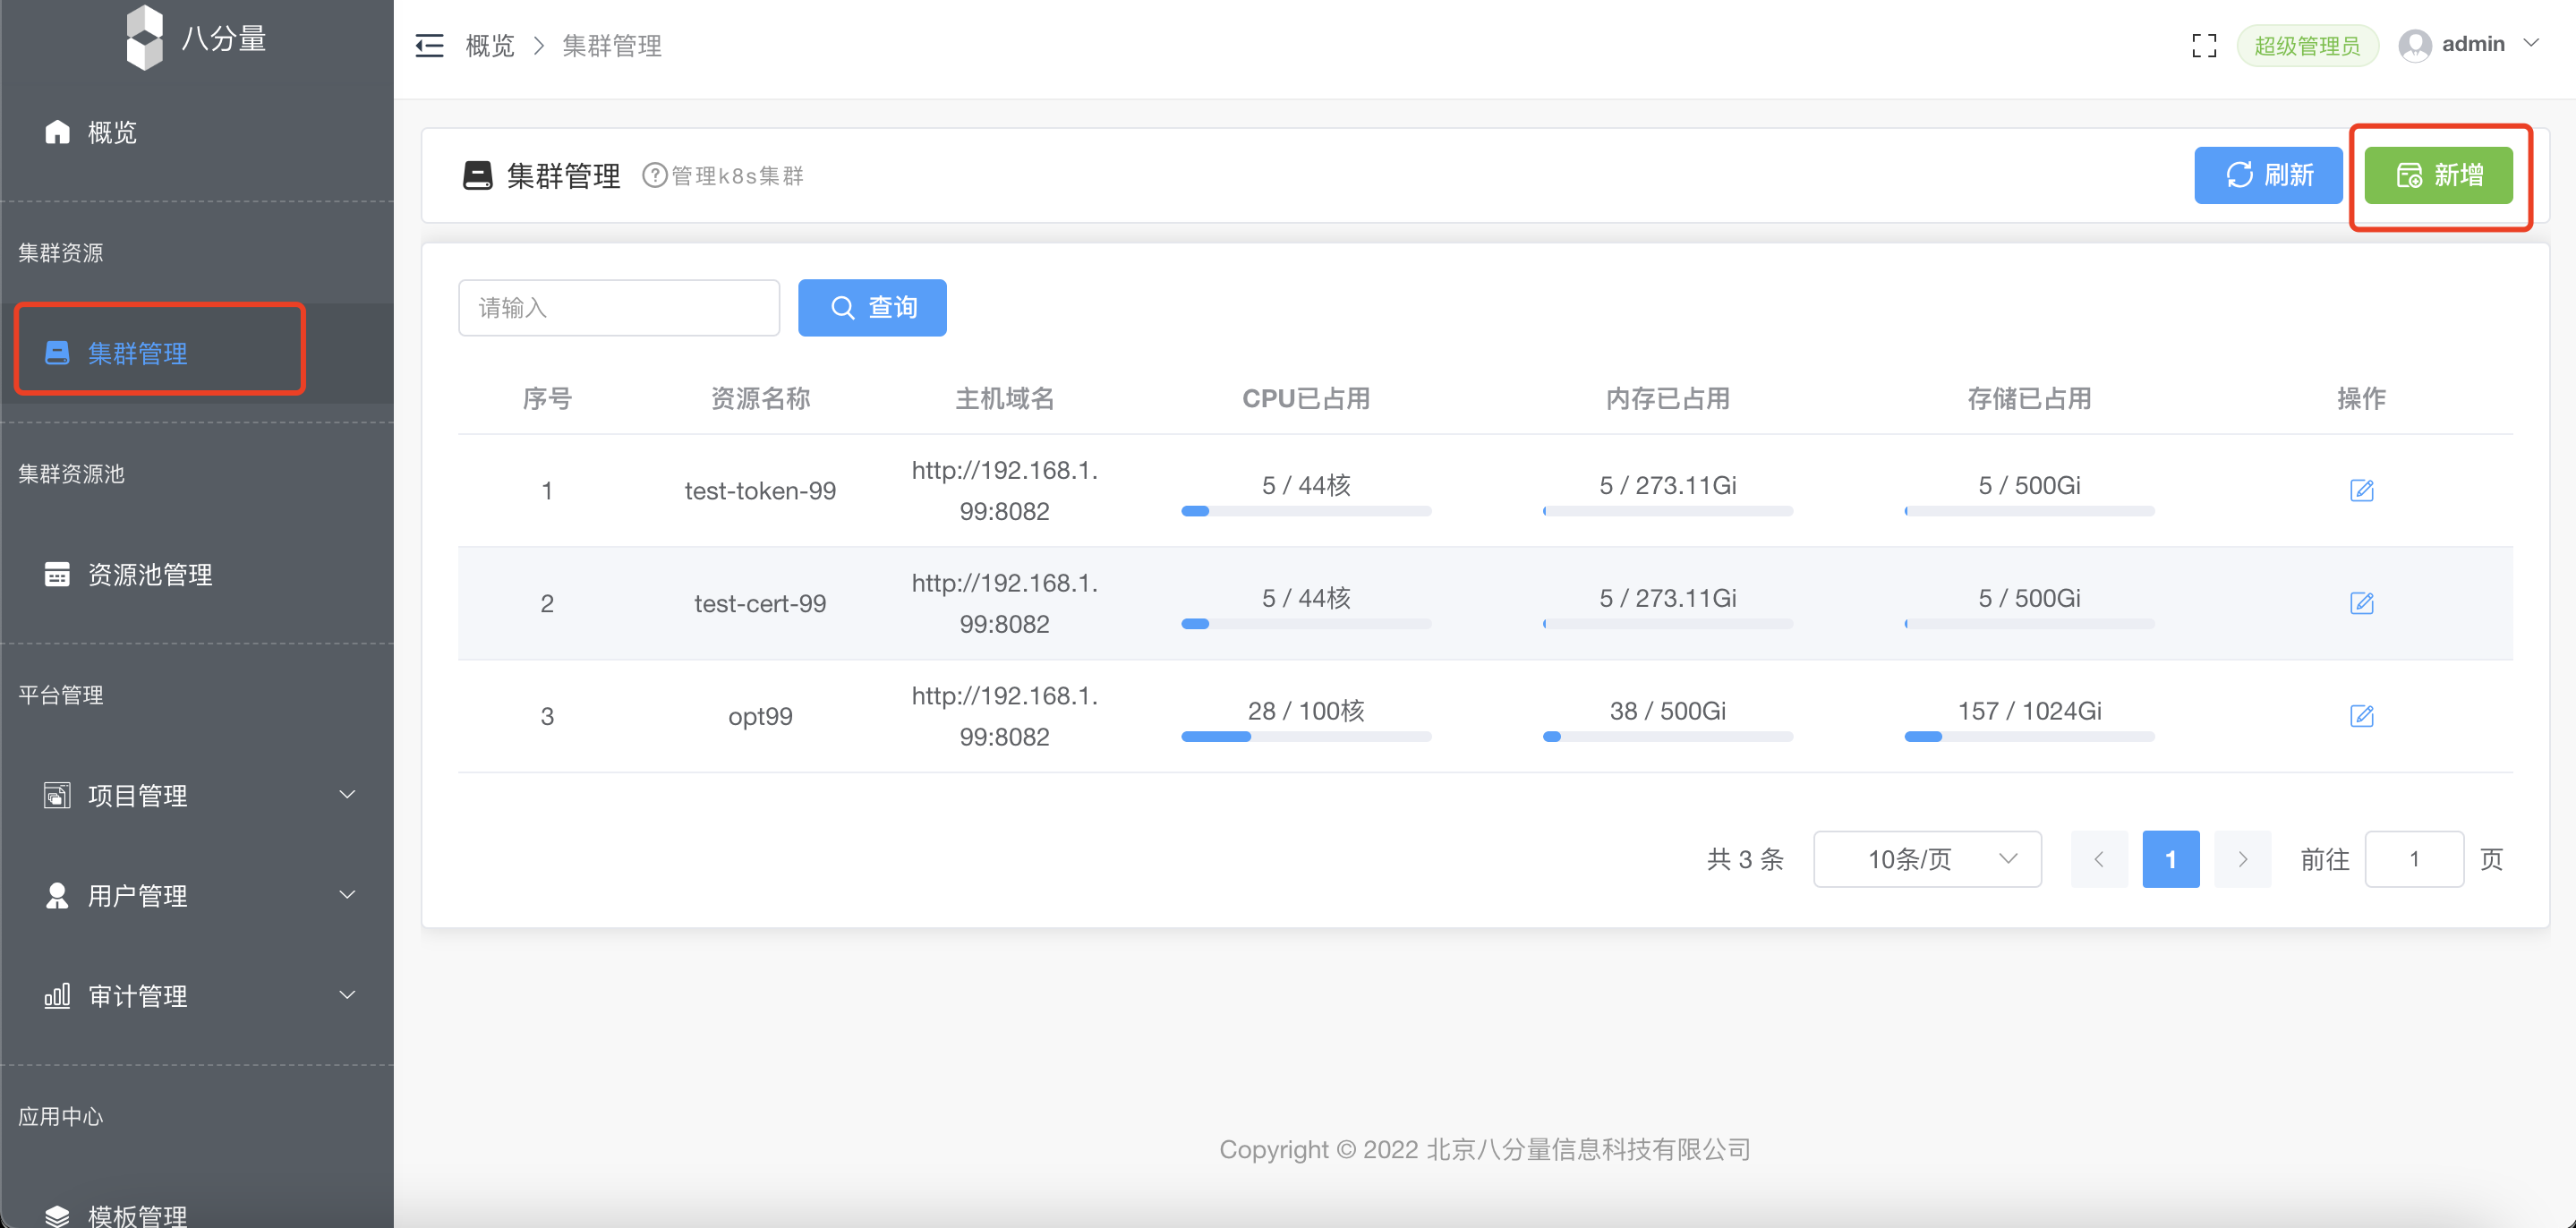 八分量
概览 > 集群管理
超级管理员
admin
概览
集群资源
集群管理
集群资源池
资源池管理
平台管理
项目管理
用户管理
审计管理
应用中心
模板管理
集群管理
管理k8s集群
刷新
新增
请输入
查询
序号 资源名称 主机域名 CPU已占用 内存已占用 存储已占用 操作
1 test-token-99 http://192.168.1.99:8082 5 / 44核 5 / 273.11Gi 5 / 500Gi
2 test-cert-99 http://192.168.1.99:8082 5 / 44核 5 / 273.11Gi 5 / 500Gi
3 opt99 http://192.168.1.99:8082 28 / 100核 38 / 500Gi 157 / 1024Gi
共 3 条 10条/页 < 1 > 前往 1 页
Copyright © 2022 北京八分量信息科技有限公司